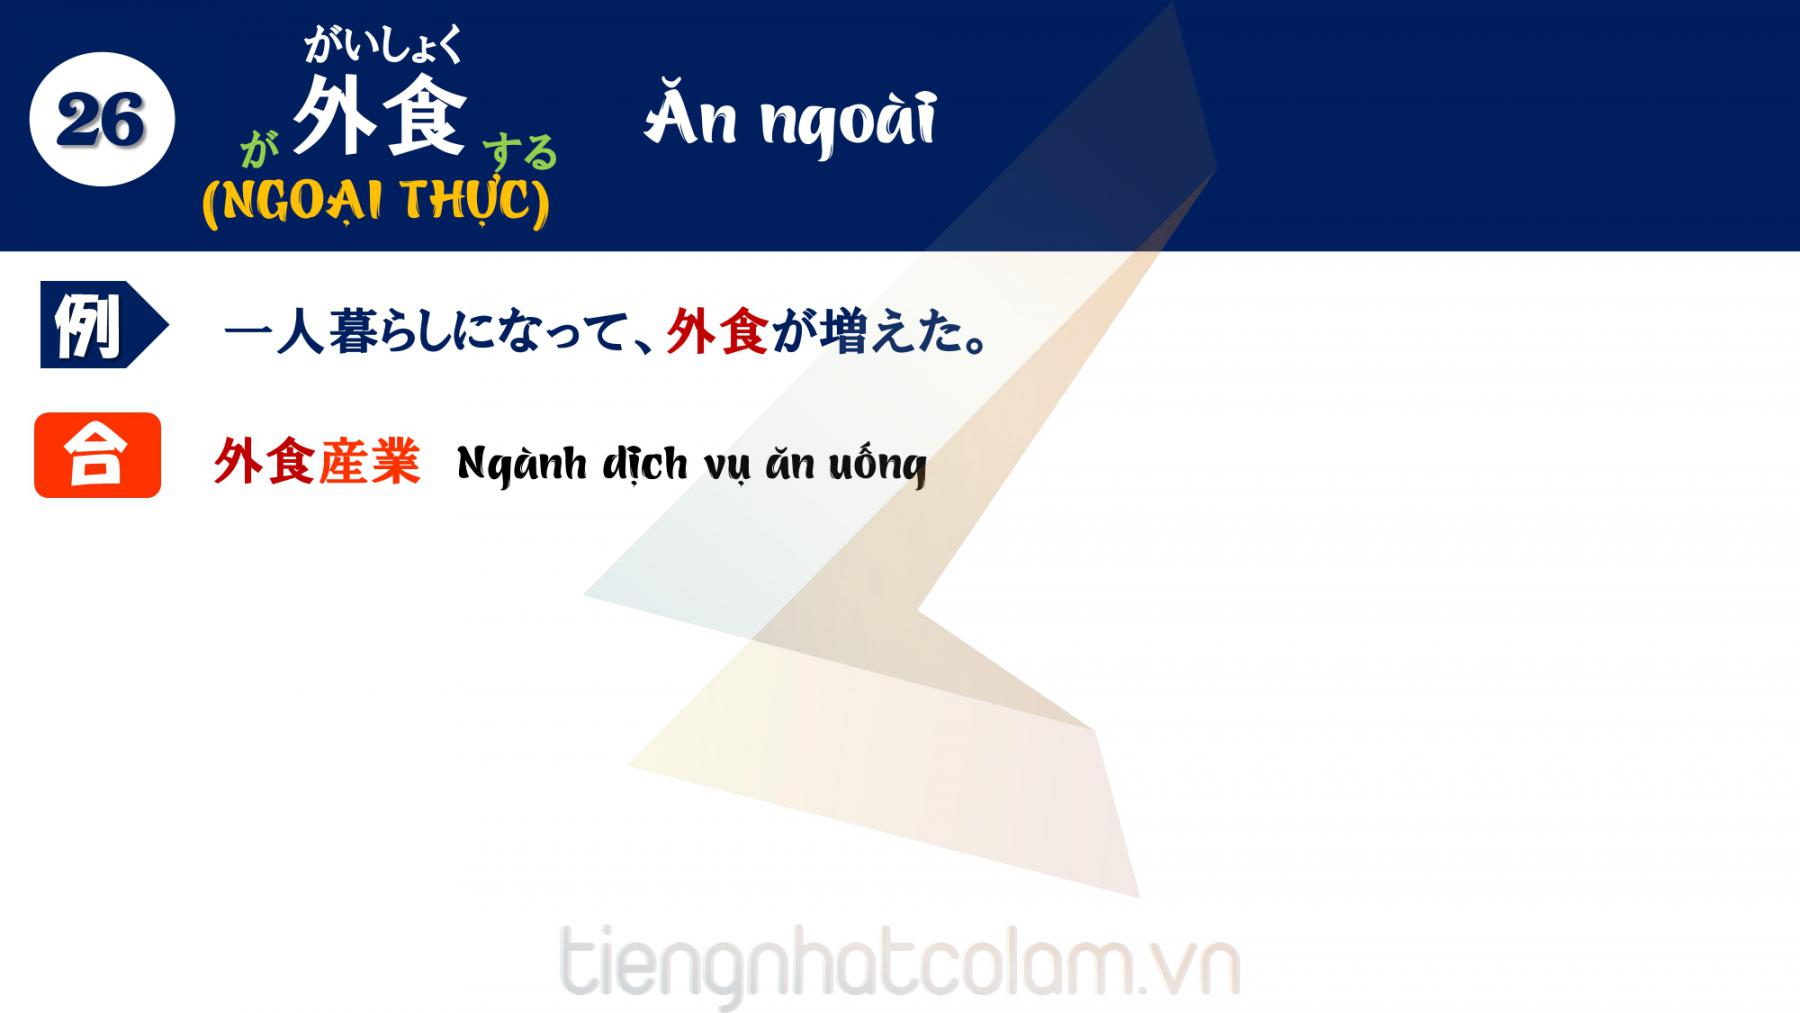 26
がいしょく
が外食する
(NGOẠI THỰC)
Ăn ngoài
例
一人暮らしになって、外食が増えた。
合
外食産業 Ngành dịch vụ ăn uống
tiengnhatcolam.vn